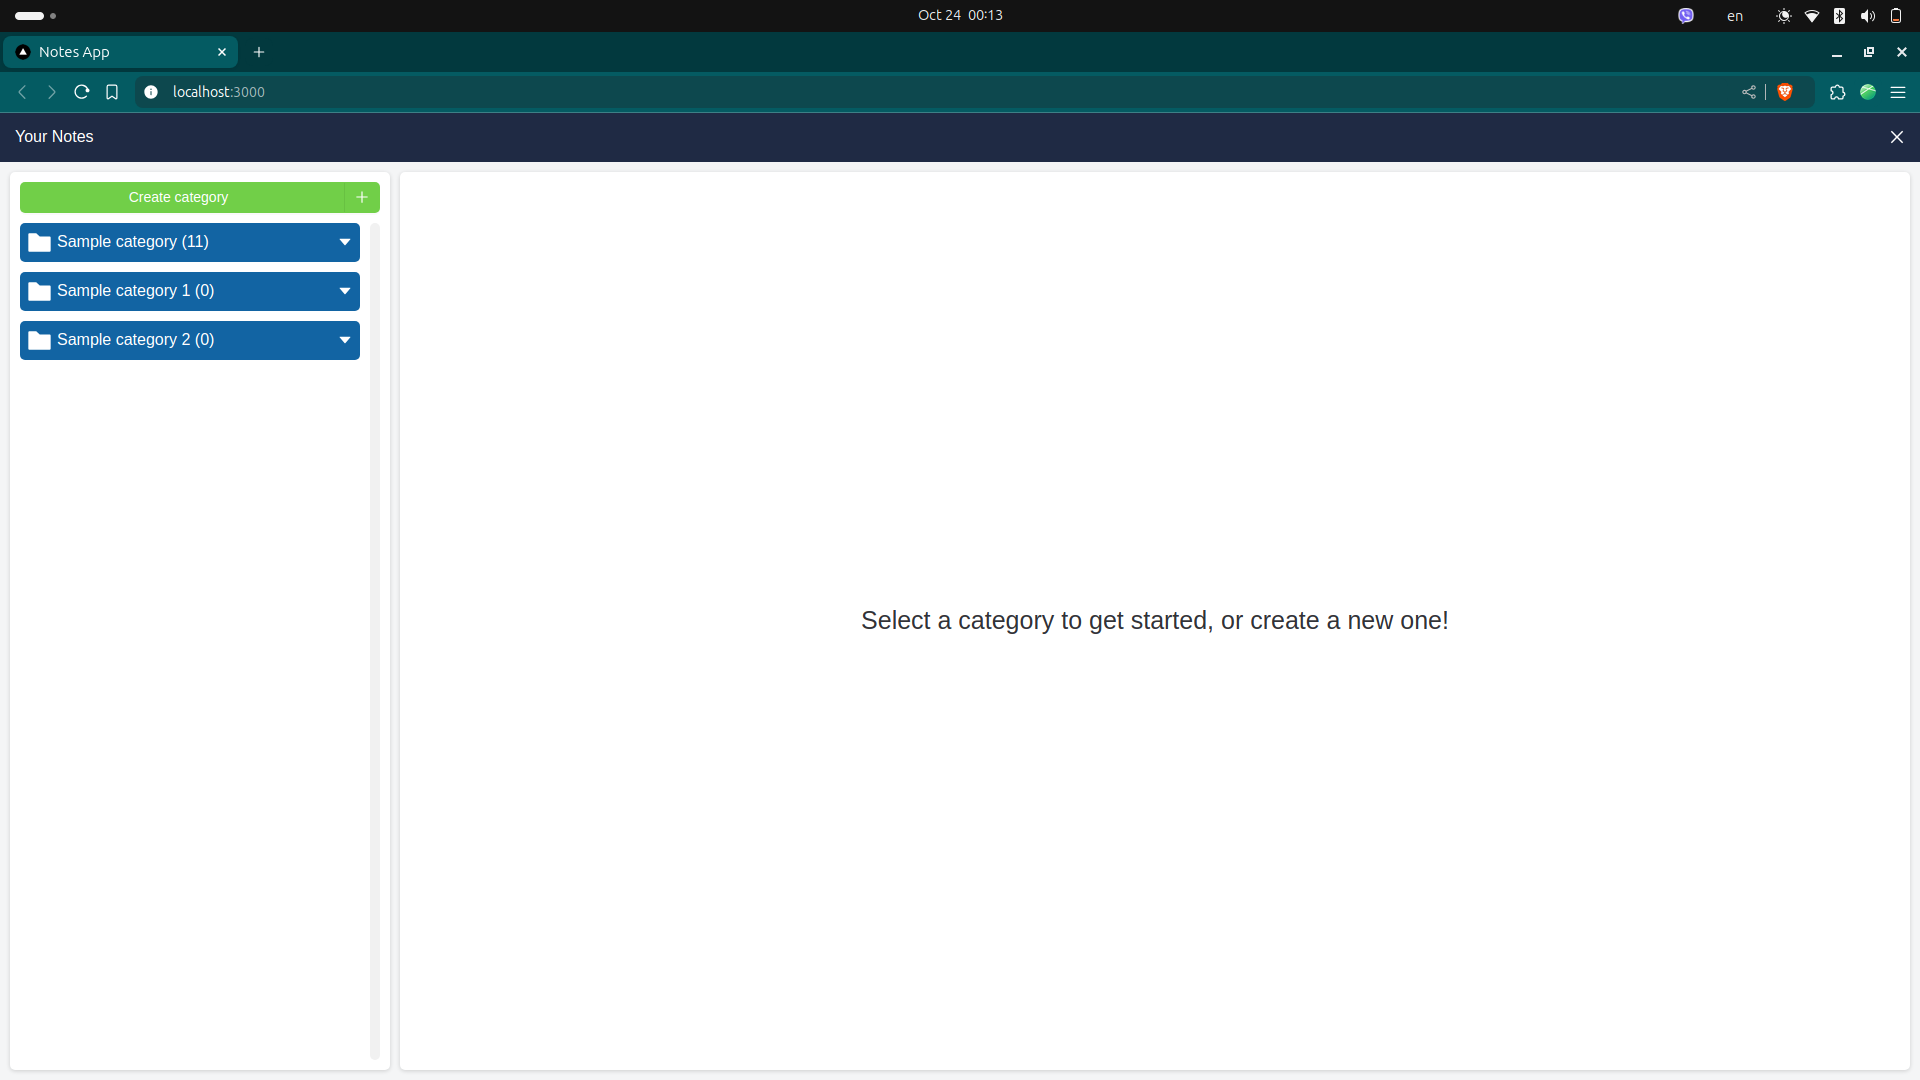 Oct 24 00:13
en
Notes App
localhost:3000
Your Notes
Create category
Sample category (11)
Sample category 1 (0)
Sample category 2 (0)
Select a category to get started, or create a new one!